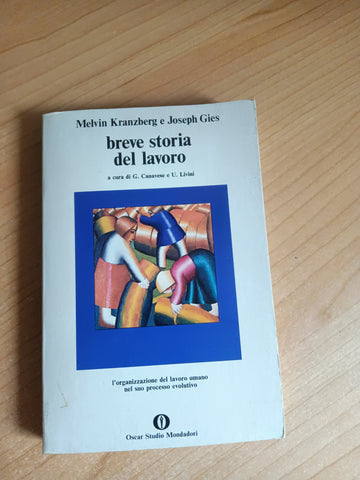 Melvin Kranzberg e Joseph Gies
breve storia
del lavoro
a cura di G. Canavese e U. Livini
l'organizzazione del lavoro umano
nel suo processo evolutivo
Oscar Studio Mondadori